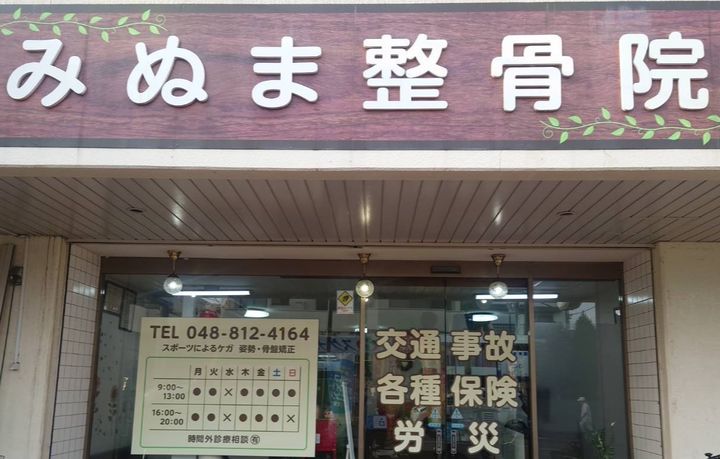 みぬま整骨院
TEL 048-812-4164
スポーツによるケガ 姿勢・骨盤矯正
月 火 水 木 金 土 日
9:00〜13:00 ● ● × ● ● ● ●
16:00〜20:00 ● ● × ● ● ● ×
時間外診療相談㊒
交通事故
各種保険
労災